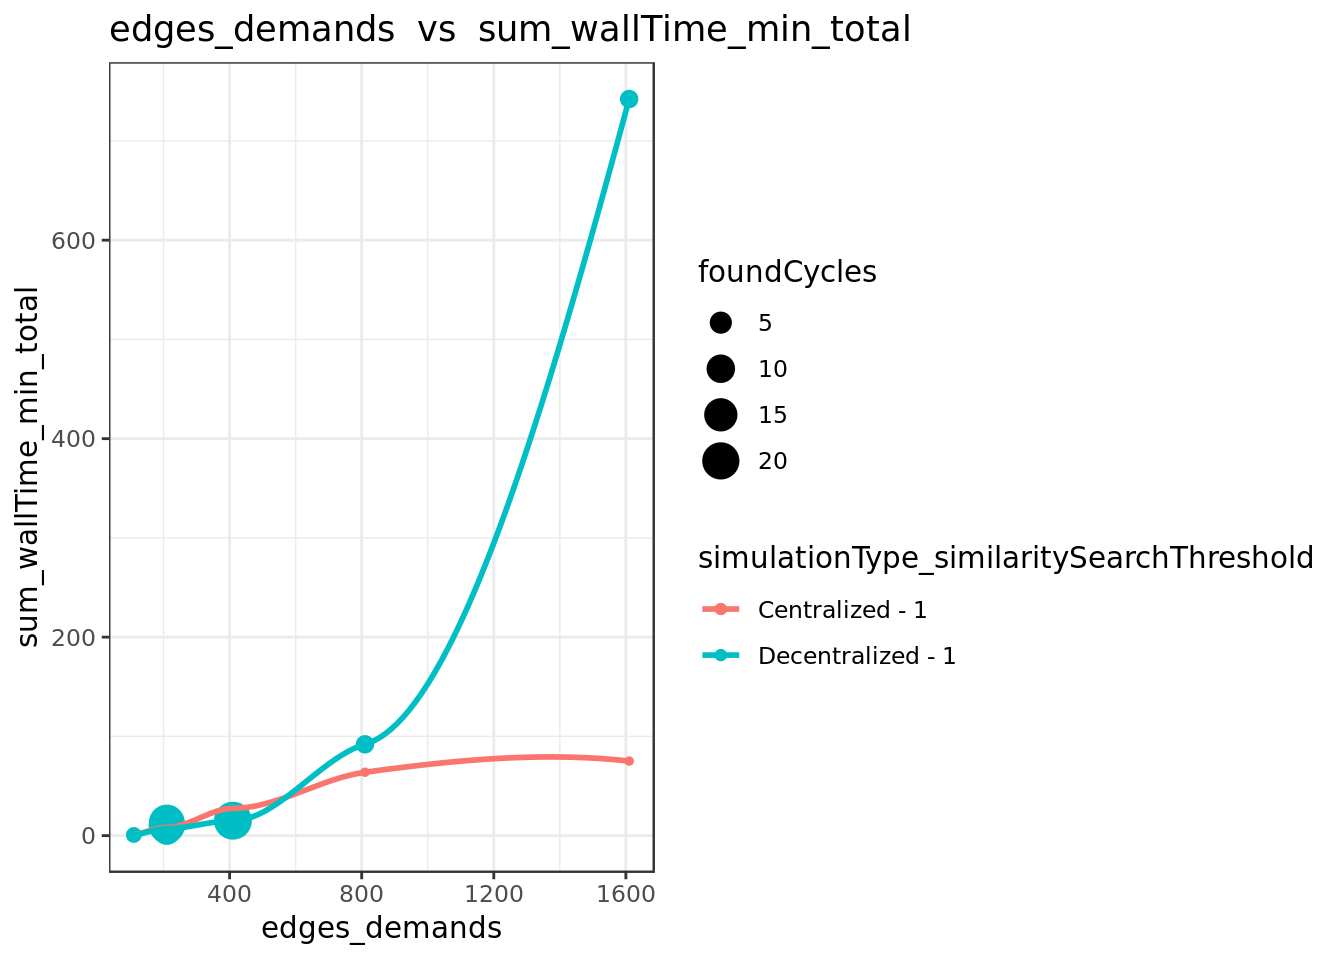 edges_demands  vs  sum_wallTime_min_total
sum_wallTime_min_total
600
400
200
0
400
800
1200
1600
edges_demands
foundCycles
5
10
15
20
simulationType_similaritySearchThreshold
Centralized - 1
Decentralized - 1